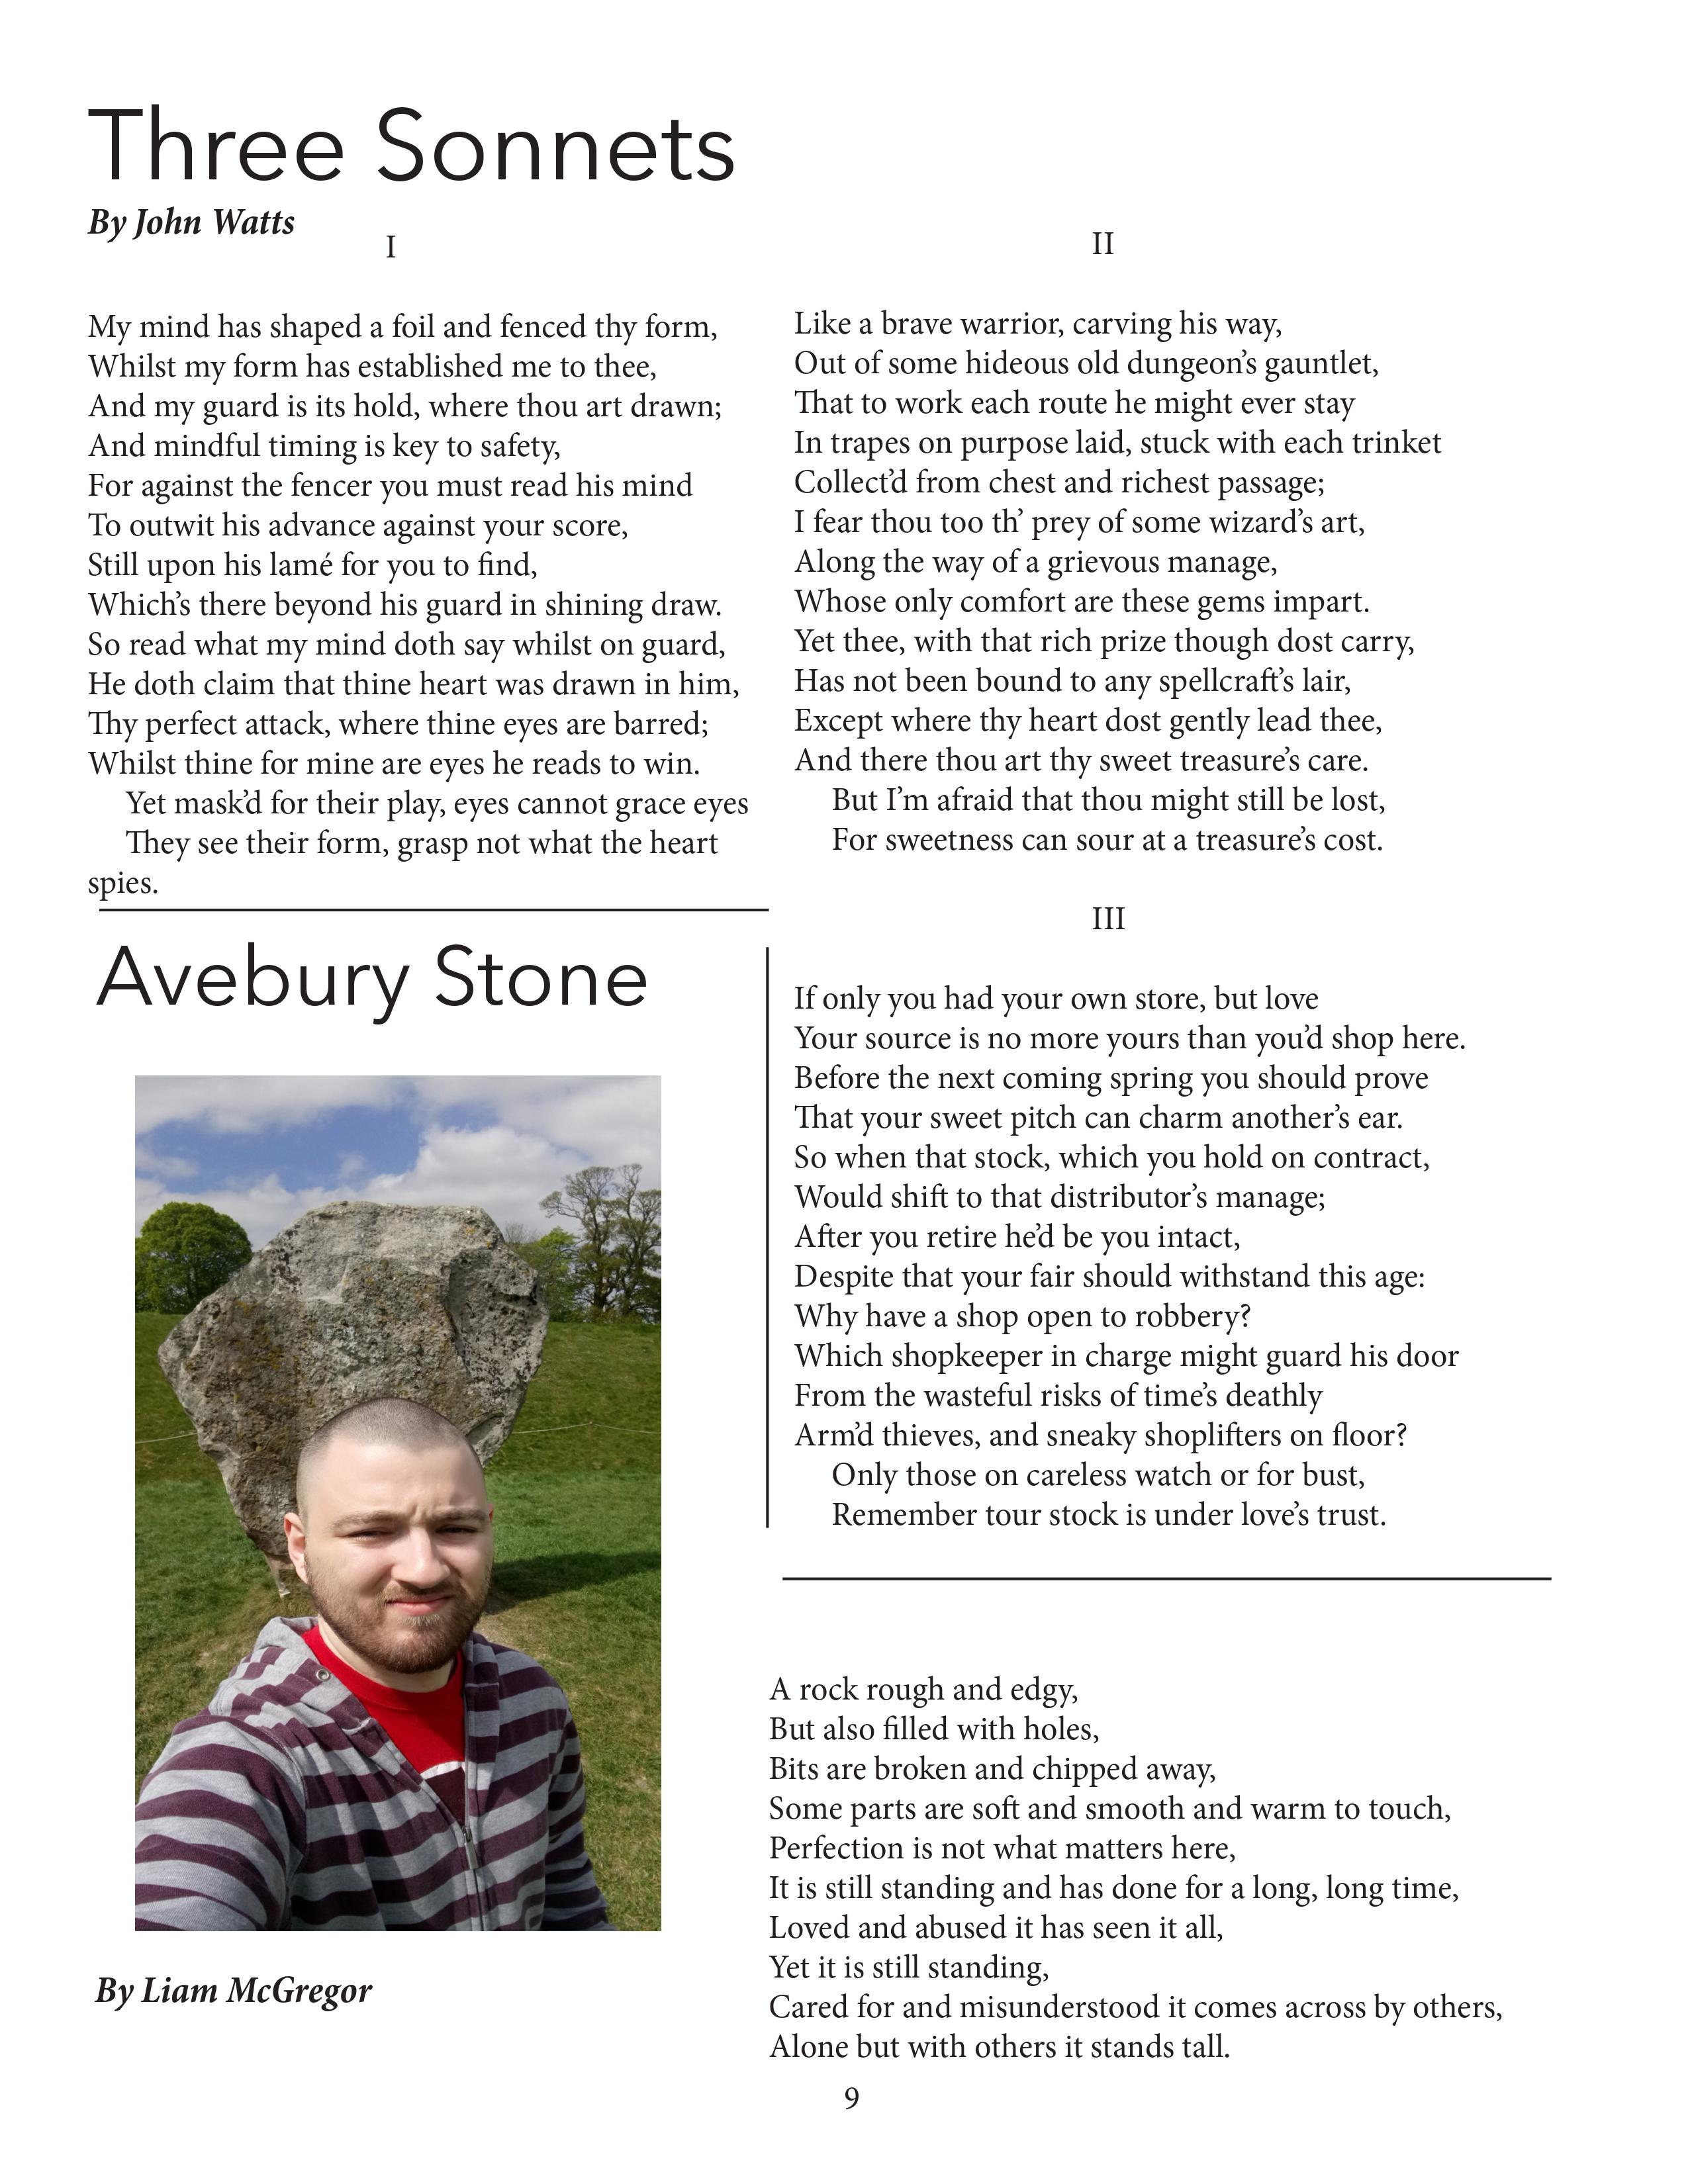 Three Sonnets
By John Watts
I
My mind has shaped a foil and fenced thy form,
Whilst my form has established me to thee,
And my guard is its hold, where thou art drawn;
And mindful timing is key to safety,
For against the fencer you must read his mind
To outwit his advance against your score,
Still upon his lamé for you to find,
Which’s there beyond his guard in shining draw.
So read what my mind doth say whilst on guard,
He doth claim that thine heart was drawn in him,
Thy perfect attack, where thine eyes are barred;
Whilst thine for mine are eyes he reads to win.
Yet mask’d for their play, eyes cannot grace eyes
They see their form, grasp not what the heart
spies.
II
Like a brave warrior, carving his way,
Out of some hideous old dungeon’s gauntlet,
That to work each route he might ever stay
In trapes on purpose laid, stuck with each trinket
Collect’d from chest and richest passage;
I fear thou too th’ prey of some wizard’s art,
Along the way of a grievous manage,
Whose only comfort are these gems impart.
Yet thee, with that rich prize though dost carry,
Has not been bound to any spellcraft’s lair,
Except where thy heart dost gently lead thee,
And there thou art thy sweet treasure’s care.
But I’m afraid that thou might still be lost,
For sweetness can sour at a treasure’s cost.
III
If only you had your own store, but love
Your source is no more yours than you’d shop here.
Before the next coming spring you should prove
That your sweet pitch can charm another’s ear.
So when that stock, which you hold on contract,
Would shift to that distributor’s manage;
After you retire he’d be you intact,
Despite that your fair should withstand this age:
Why have a shop open to robbery?
Which shopkeeper in charge might guard his door
From the wasteful risks of time’s deathly
Arm’d thieves, and sneaky shoplifters on floor?
Only those on careless watch or for bust,
Remember tour stock is under love’s trust.
Avebury Stone
By Liam McGregor
A rock rough and edgy,
But also filled with holes,
Bits are broken and chipped away,
Some parts are soft and smooth and warm to touch,
Perfection is not what matters here,
It is still standing and has done for a long, long time,
Loved and abused it has seen it all,
Yet it is still standing,
Cared for and misunderstood it comes across by others,
Alone but with others it stands tall.
9